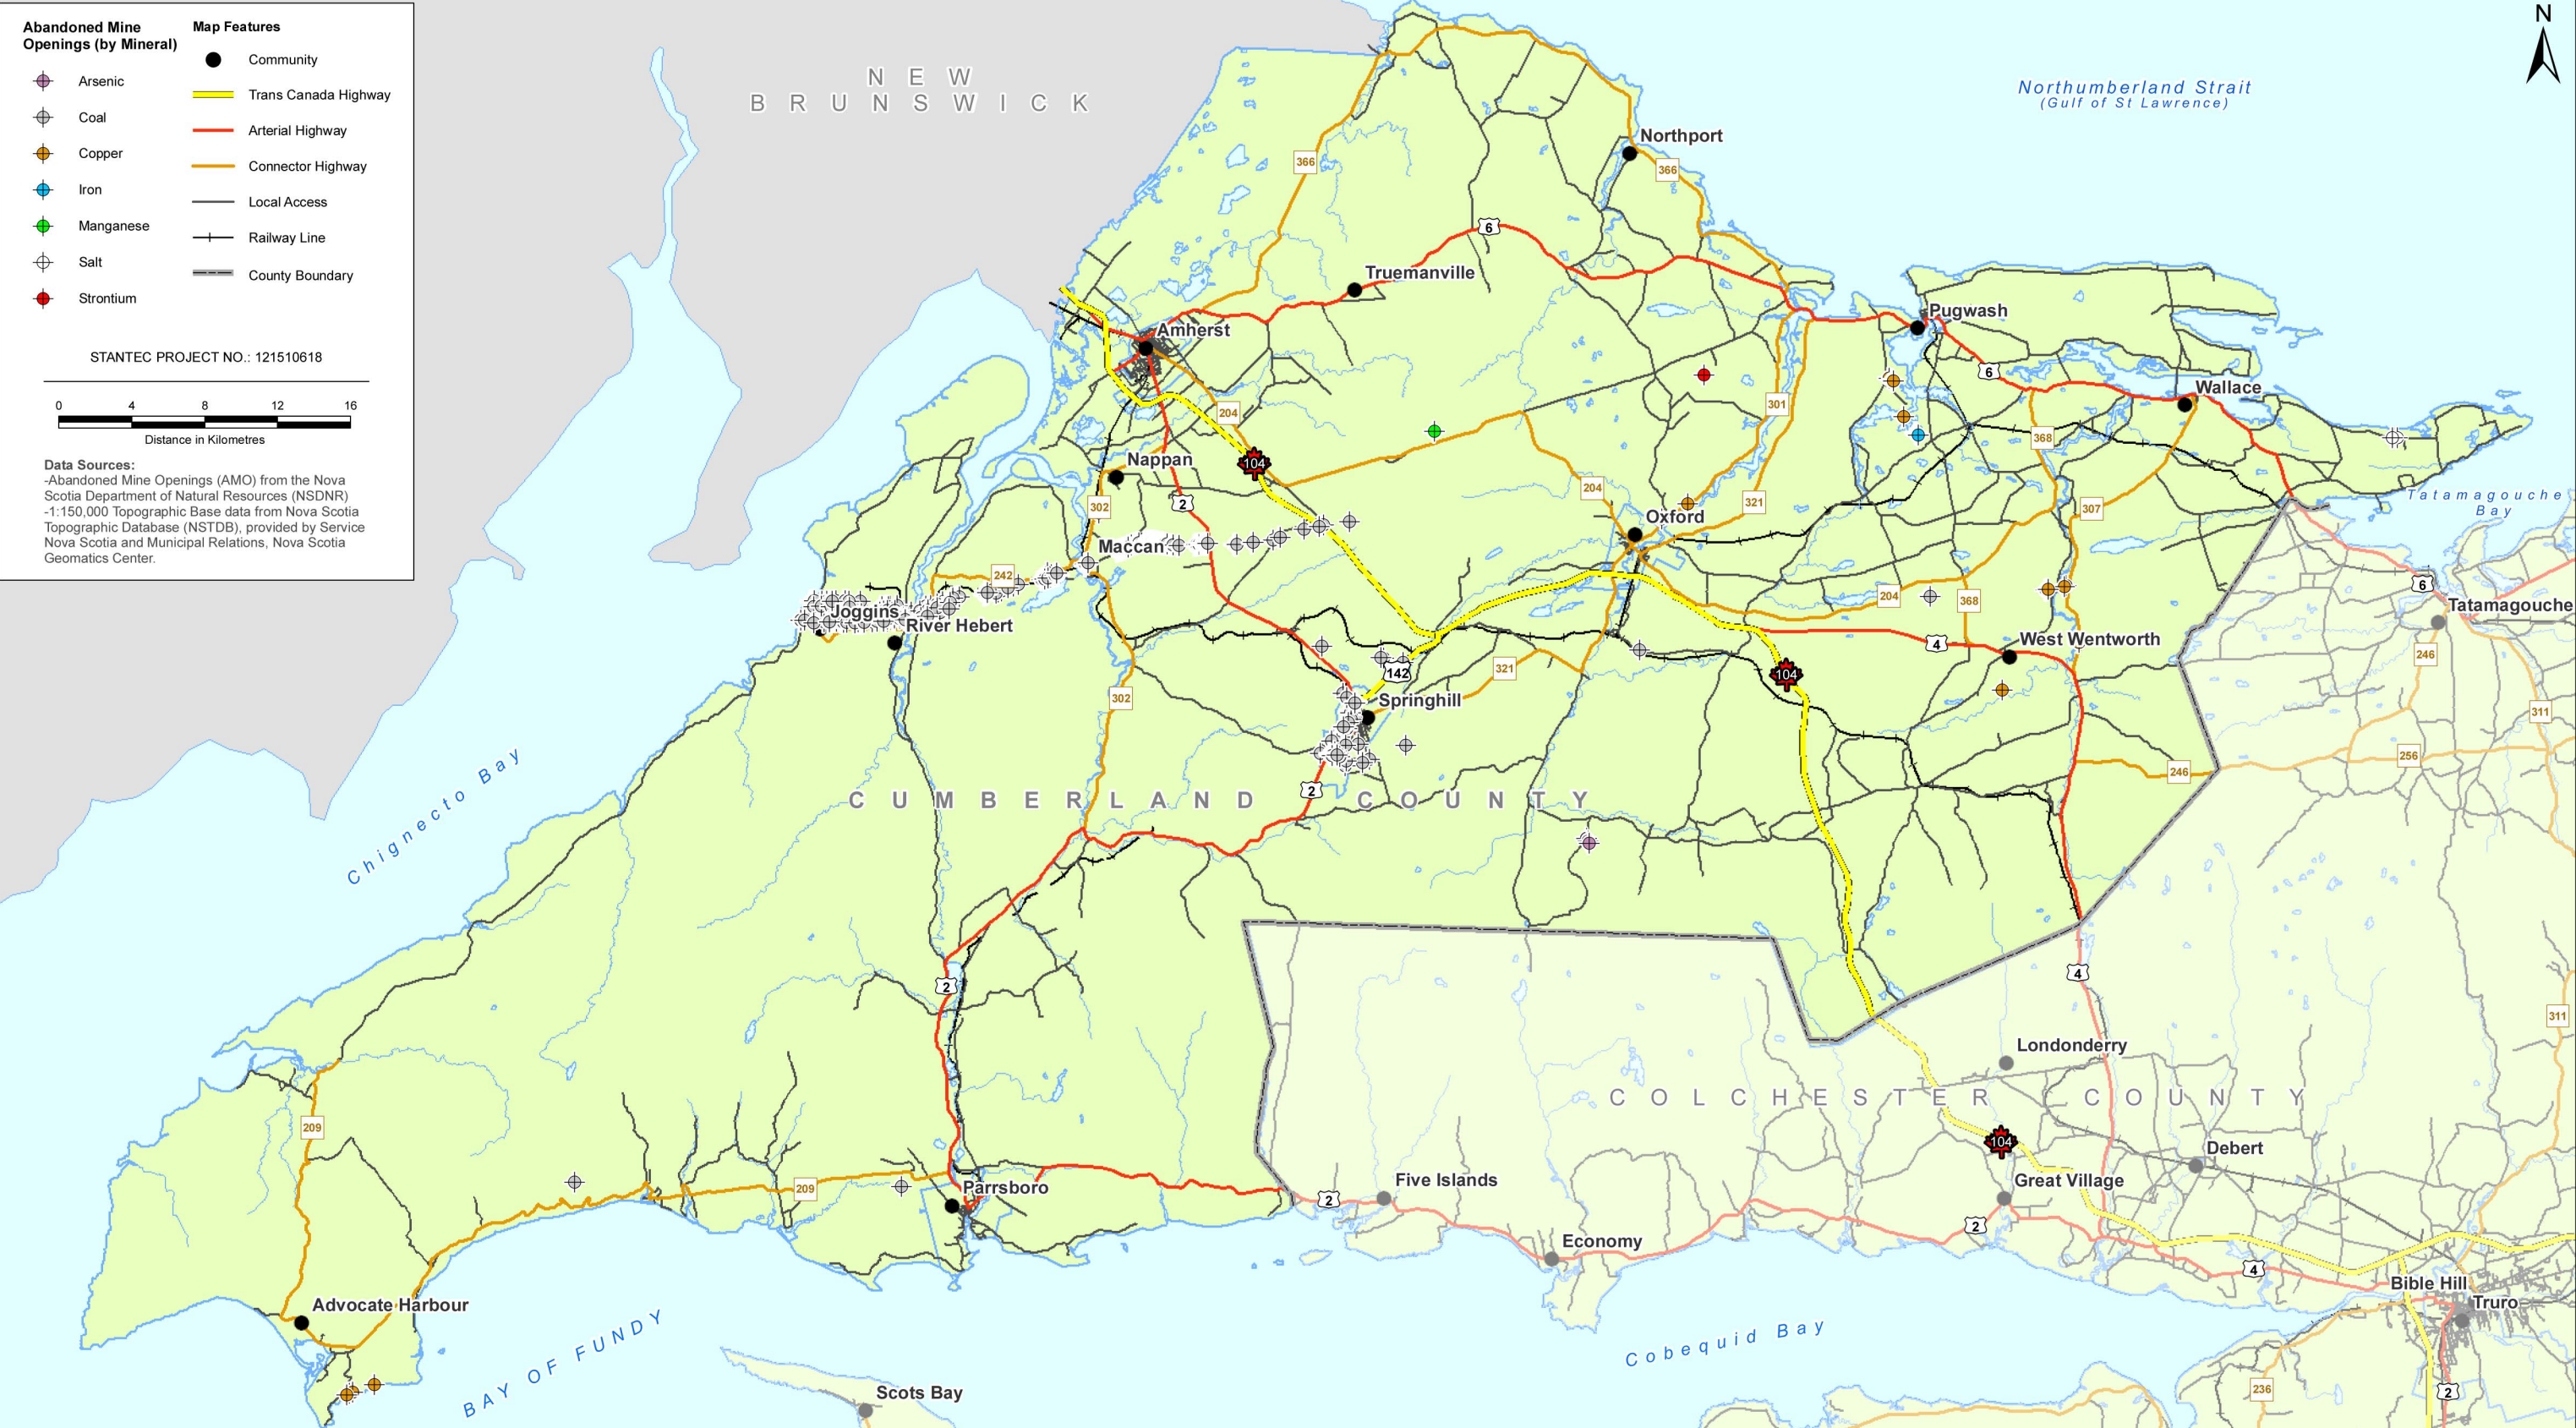 Abandoned Mine
Openings (by Mineral)
Arsenic
Coal
Copper
Iron
Manganese
Salt
Strontium
Map Features
Community
Trans Canada Highway
Arterial Highway
Connector Highway
Local Access
Railway Line
County Boundary
STANTEC PROJECT NO.: 121510618
0 4 8 12 16
Distance in Kilometres
Data Sources:
-Abandoned Mine Openings (AMO) from the Nova
Scotia Department of Natural Resources (NSDNR)
-1:150,000 Topographic Base data from Nova Scotia
Topographic Database (NSTDB), provided by Service
Nova Scotia and Municipal Relations, Nova Scotia
Geomatics Center.
N
NEW
BRUNSWICK
Northumberland Strait
(Gulf of St Lawrence)
Northport
366
366
6
Truemanville
Pugwash
Amherst
6
Wallace
204
301
368
Nappan
104
204
321
307
Tatamagouche
Bay
302
2
Oxford
Maccan
242
6
204
368
Tatamagouche
Joggins
River Hebert
4
West Wentworth
246
142
321
104
302
Springhill
311
256
246
2
Chignecto Bay
CUMBERLAND COUNTY
2
4
311
Londonderry
COLCHESTER COUNTY
209
104
Debert
Five Islands
Great Village
209
Parrsboro
2
2
Economy
4
Bible Hill
Truro
Advocate Harbour
BAY OF FUNDY
Cobequid Bay
Scots Bay
236
2